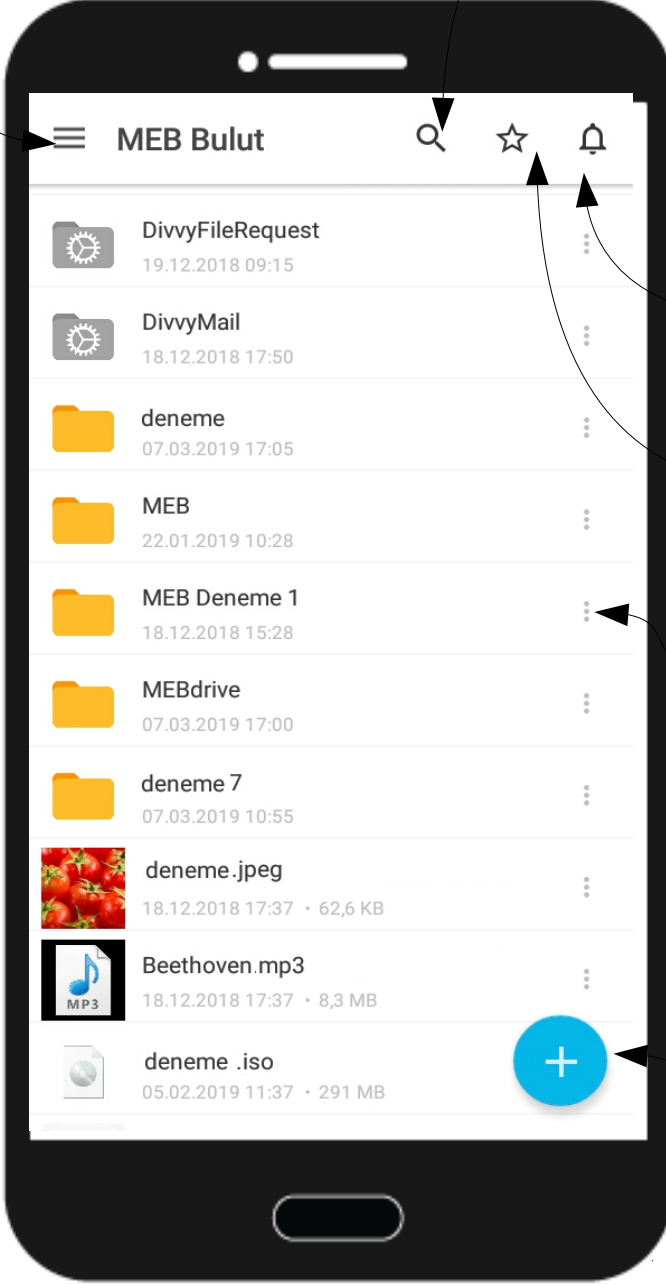 MEB Bulut
DivvyFileRequest
19.12.2018 09:15
DivvyMail
18.12.2018 17:50
deneme
07.03.2019 17:05
MEB
22.01.2019 10:28
MEB Deneme 1
18.12.2018 15:28
MEBdrive
07.03.2019 17:00
deneme 7
07.03.2019 10:55
deneme.jpeg
18.12.2018 17:37 • 62,6 KB
MP3
Beethoven.mp3
18.12.2018 17:37 • 8,3 MB
deneme .iso
05.02.2019 11:37 • 291 MB